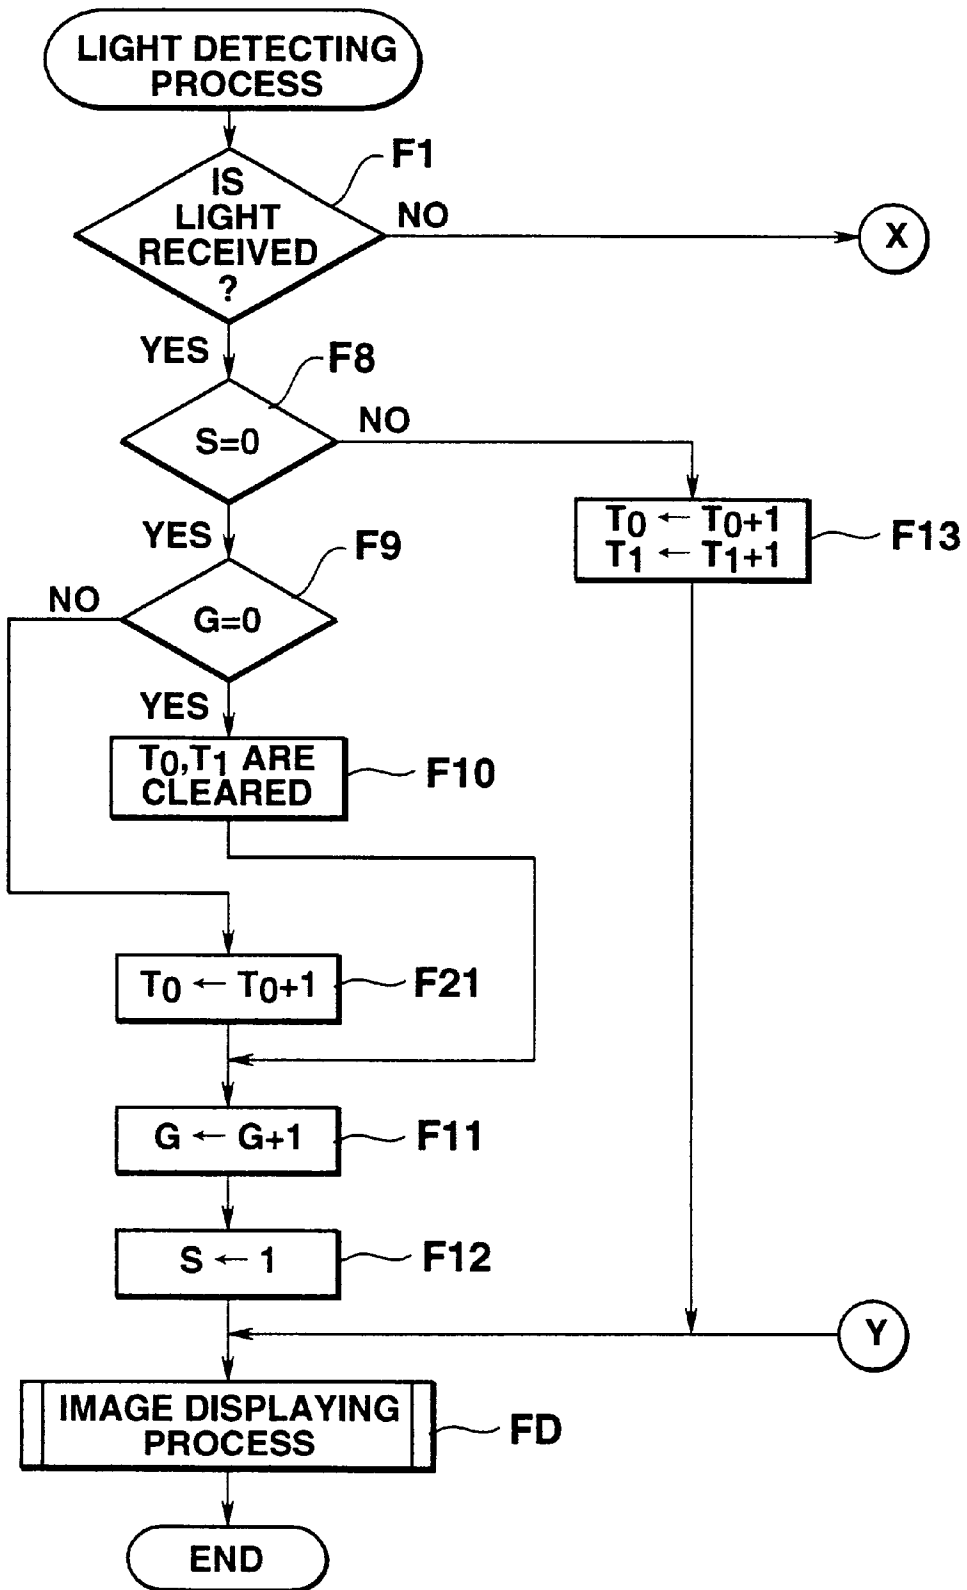 LIGHT DETECTING
PROCESS
F1
IS
LIGHT
RECEIVED
?
NO
X
YES
F8
S=0
NO
T0 ← T0+1
T1 ← T1+1
F13
YES
F9
G=0
NO
YES
T0,T1 ARE
CLEARED
F10
T0 ← T0+1
F21
G ← G+1
F11
S ← 1
F12
Y
IMAGE DISPLAYING
PROCESS
FD
END